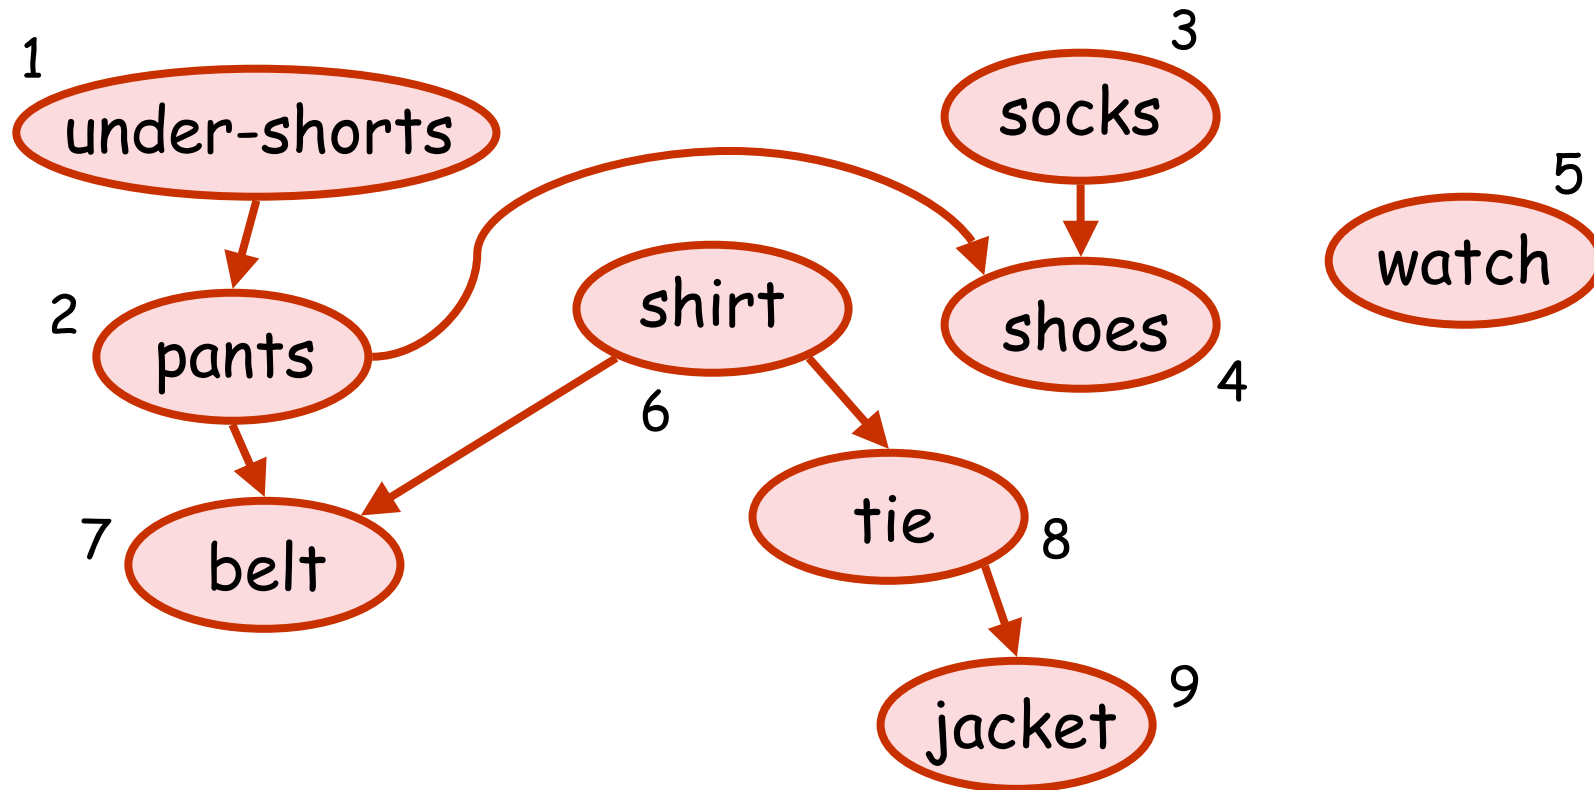 1
under-shorts
3
socks
5
watch
2
pants
shirt
6
shoes
4
7
belt
tie
8
jacket
9